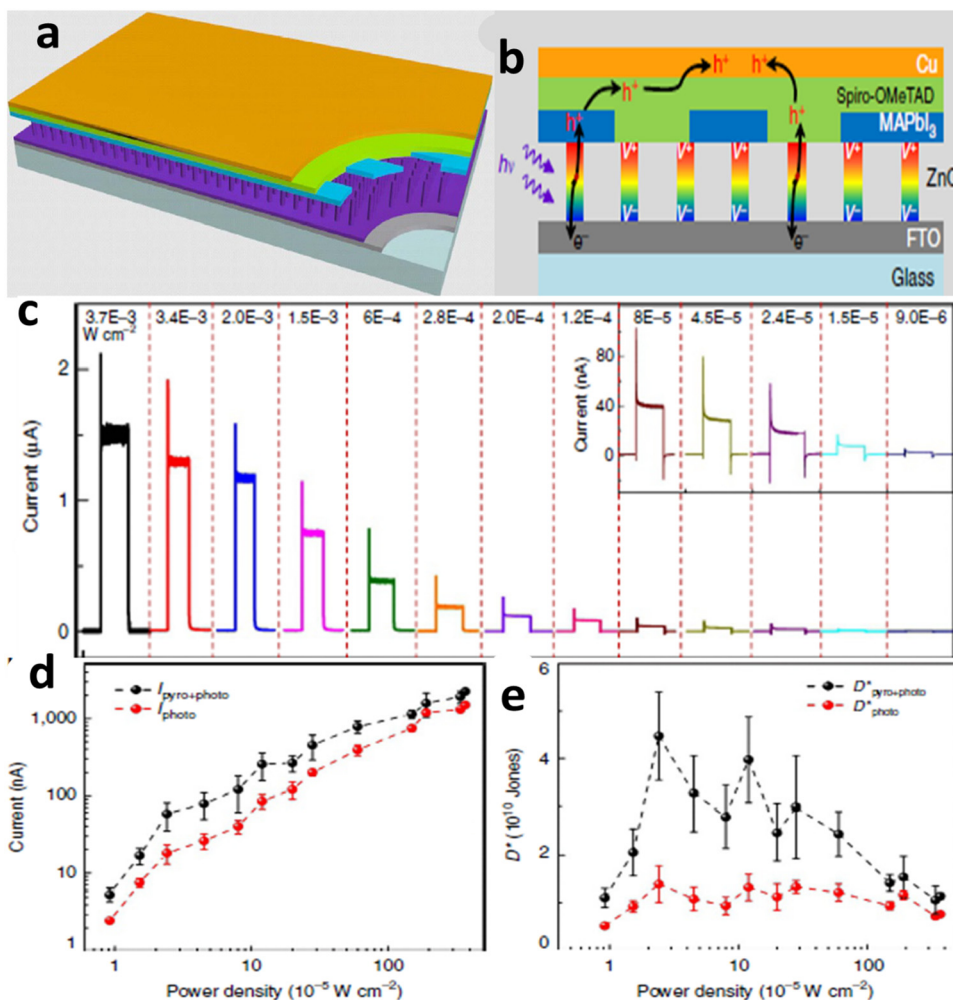 a
b
Cu
h⁺ h⁺
h⁺
Spiro-OMeTAD
h⁺ h⁺
MAPbI₃
hν
V⁺ V⁺ V⁺ V⁺ V⁺
ZnO
V⁻ V⁻ V⁻ V⁻ V⁻
e⁻ e⁻
FTO
Glass
c
3.7E–3 3.4E–3 2.0E–3 1.5E–3 6E–4 2.8E–4 2.0E–4 1.2E–4 8E–5 4.5E–5 2.4E–5 1.5E–5 9.0E–6
W cm⁻²
Current (μA)
2
1
0
Current (nA)
80
40
0
d
I pyro+photo
I photo
Current (nA)
1,000
100
10
1
1 10 100
Power density (10⁻⁵ W cm⁻²)
e
D* pyro+photo
D* photo
D* (10¹⁰ Jones)
6
4
2
0
1 10 100
Power density (10⁻⁵ W cm⁻²)